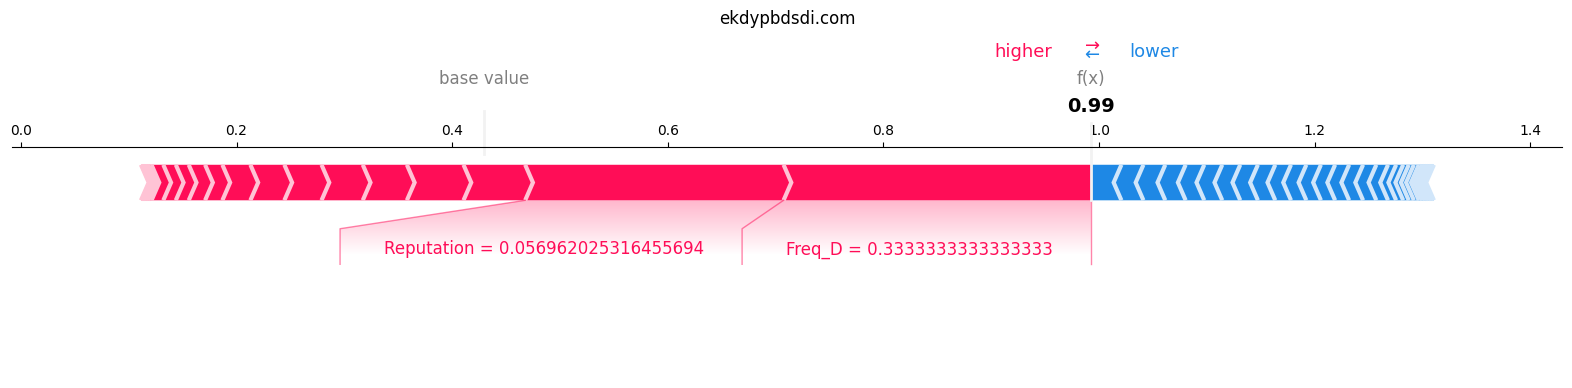 ekdypbdsdi.com
higher → ← lower
base value f(x)
0.99
0.0 0.2 0.4 0.6 0.8 1.0 1.2 1.4
Reputation = 0.056962025316455694 Freq_D = 0.3333333333333333